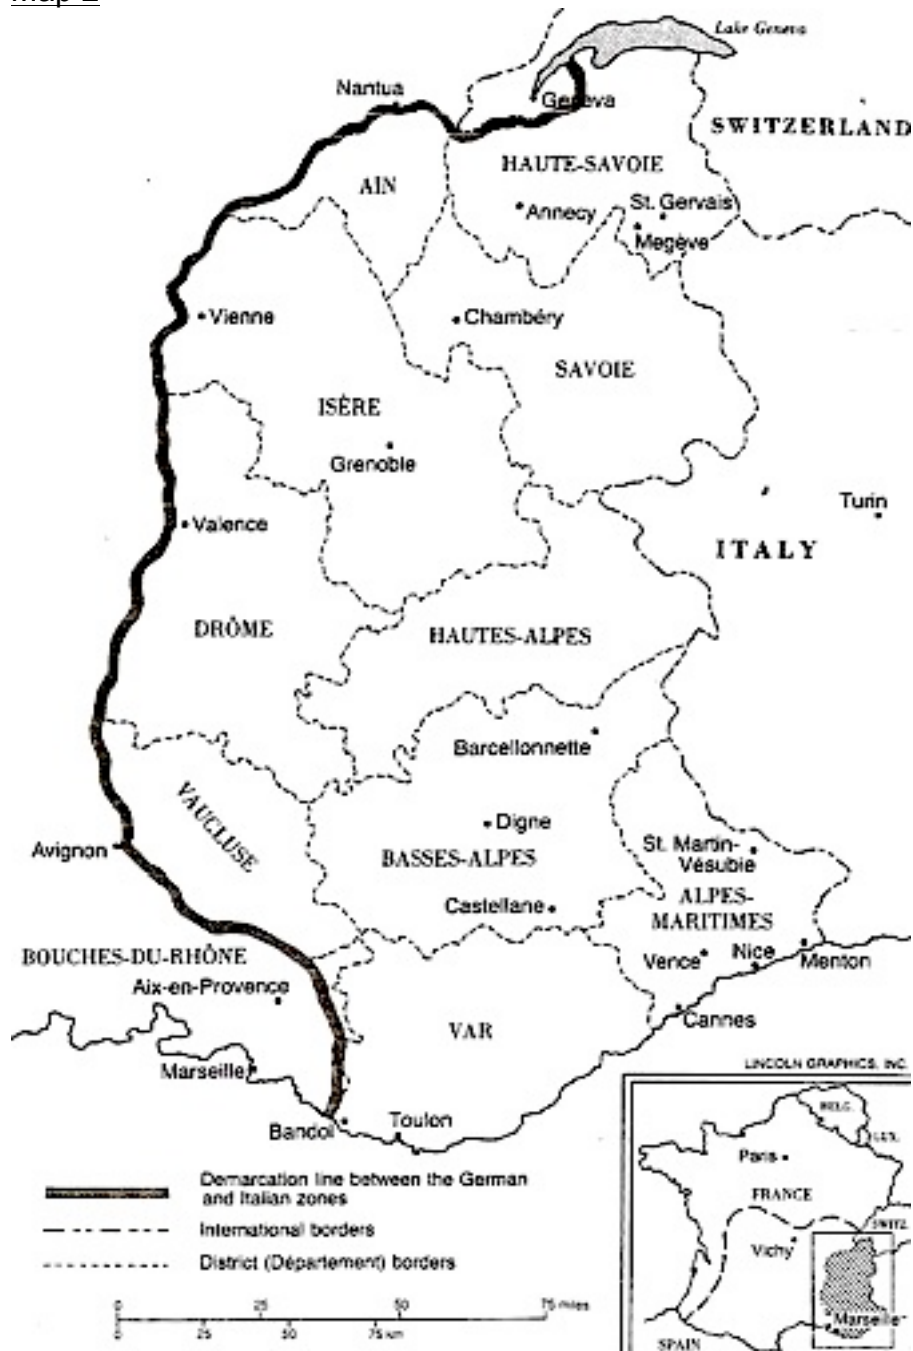 Map 2
Lake Geneva
Nantua
Geneva
SWITZERLAND
HAUTE-SAVOIE
AIN
Annecy
St. Gervais
Megève
Vienne
Chambéry
SAVOIE
ISÈRE
Grenoble
Turin
Valence
ITALY
DRÔME
HAUTES-ALPES
Barcellonnette
VAUCLUSE
Digne
Avignon
St. Martin-
Vésubie
BASSES-ALPES
ALPES-
MARITIMES
Castellane
BOUCHES-DU-RHÔNE
Vence
Nice
Menton
Aix-en-Provence
Cannes
VAR
Marseille
LINCOLN GRAPHICS, INC.
Bandol
Toulon
BELG.
LUX.
Paris
FRANCE
SWITZ.
Vichy
Marseille
SPAIN
Demarcation line between the German
and Italian zones
International borders
District (Département) borders
0 25 50 75 miles
0 25 50 75 km